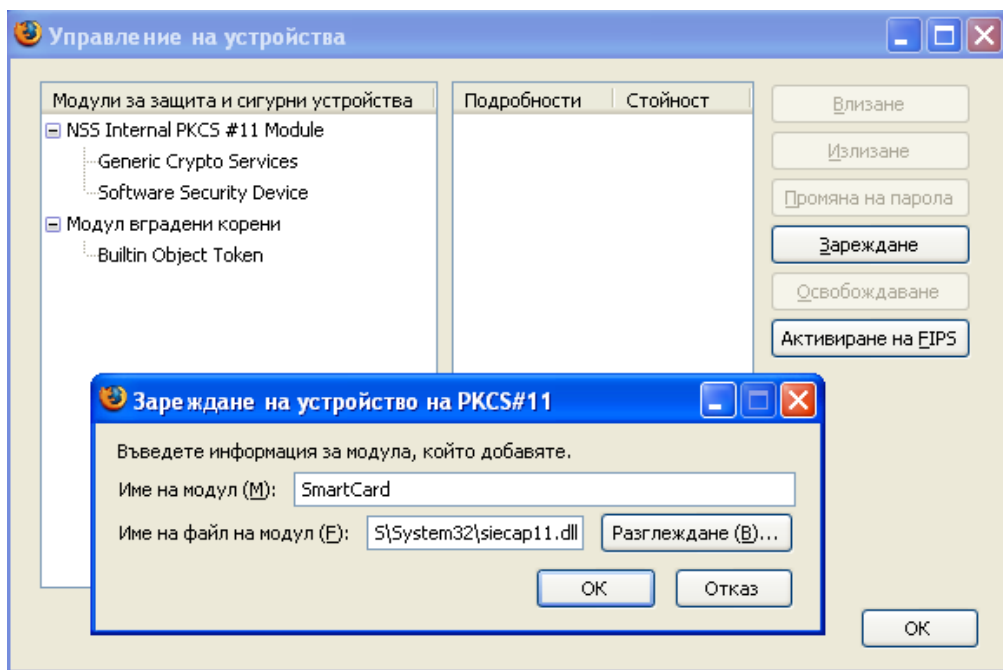 Управление на устройства
Модули за защита и сигурни устройства
Подробности Стойност
NSS Internal PKCS #11 Module
Generic Crypto Services
Software Security Device
Модул вградени корени
Builtin Object Token
Влизане
Излизане
Промяна на парола
Зареждане
Освобождаване
Активиране на FIPS
Зареждане на устройство на PKCS#11
Въведете информация за модула, който добавяте.
Име на модул (M): SmartCard
Име на файл на модул (F): S\System32\siecap11.dll Разглеждане (B)...
OK Отказ
OK